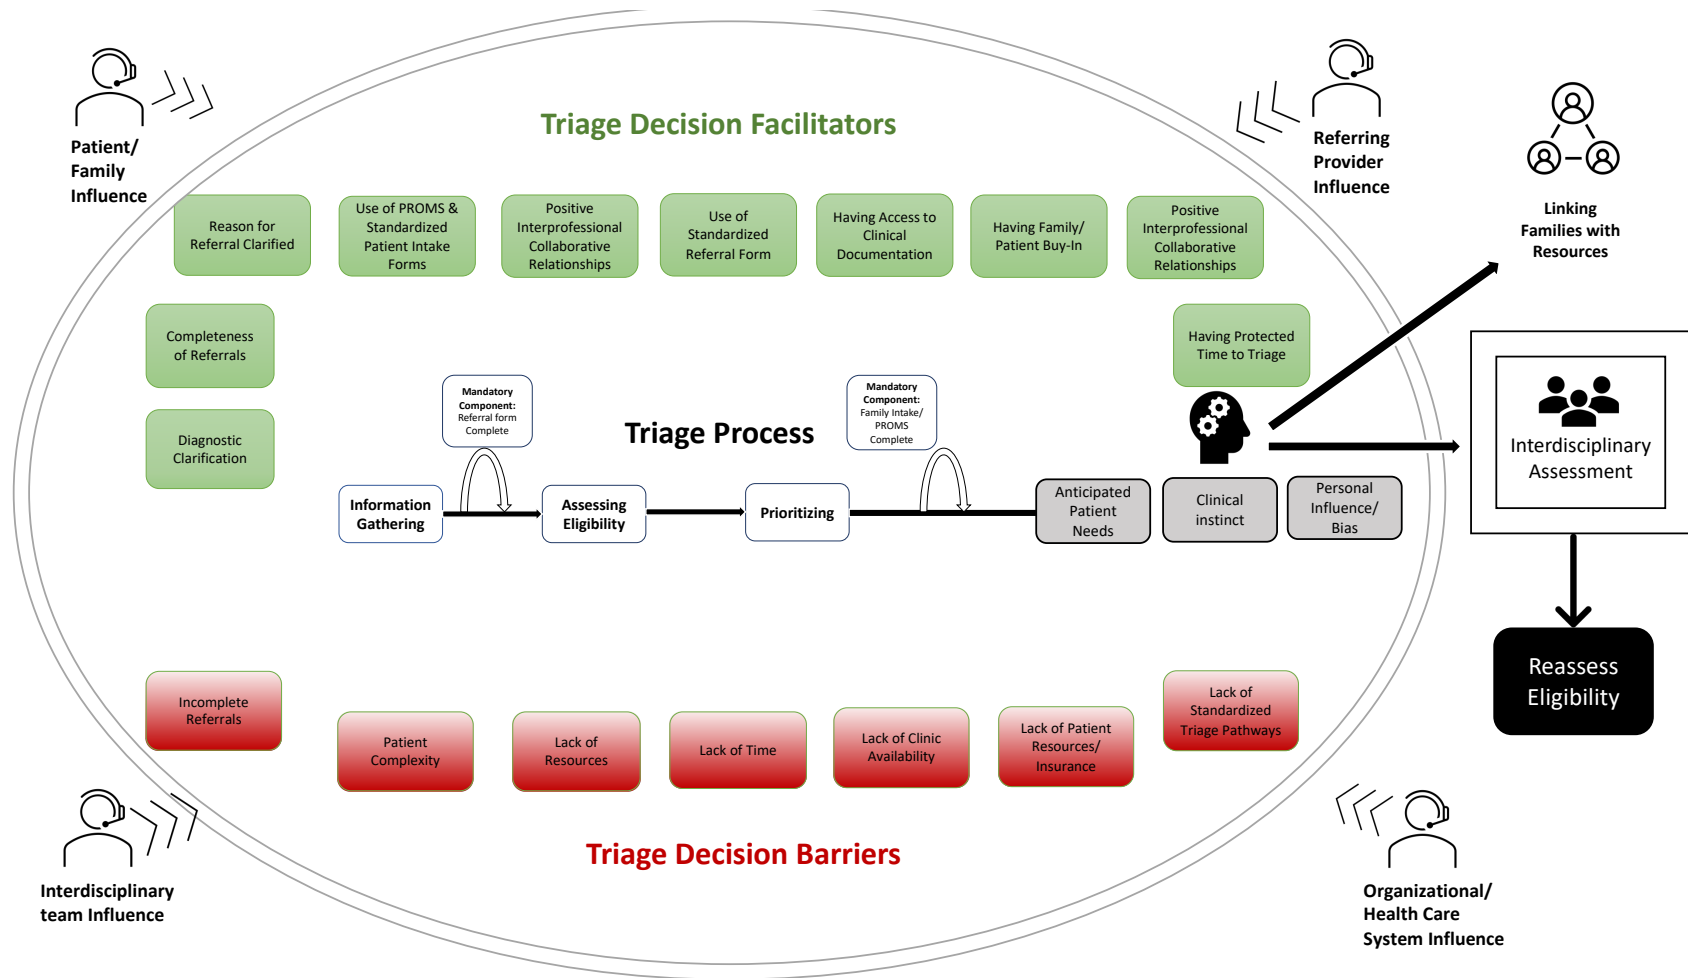 Patient/
Family
Influence
Triage Decision Facilitators
Referring
Provider
Influence
Linking
Families with
Resources
Reason for
Referral Clarified
Use of PROMS &
Standardized
Patient Intake
Forms
Positive
Interprofessional
Collaborative
Relationships
Use of
Standardized
Referral Form
Having Access to
Clinical
Documentation
Having Family/
Patient Buy-In
Positive
Interprofessional
Collaborative
Relationships
Completeness
of Referrals
Having Protected
Time to Triage
Diagnostic
Clarification
Mandatory
Component:
Referral form
Complete
Triage Process
Mandatory
Component:
Family Intake/
PROMS
Complete
Interdisciplinary
Assessment
Information
Gathering
Assessing
Eligibility
Prioritizing
Anticipated
Patient
Needs
Clinical
instinct
Personal
Influence/
Bias
Reassess
Eligibility
Incomplete
Referrals
Patient
Complexity
Lack of
Resources
Lack of Time
Lack of Clinic
Availability
Lack of Patient
Resources/
Insurance
Lack of
Standardized
Triage Pathways
Triage Decision Barriers
Interdisciplinary
team Influence
Organizational/
Health Care
System Influence